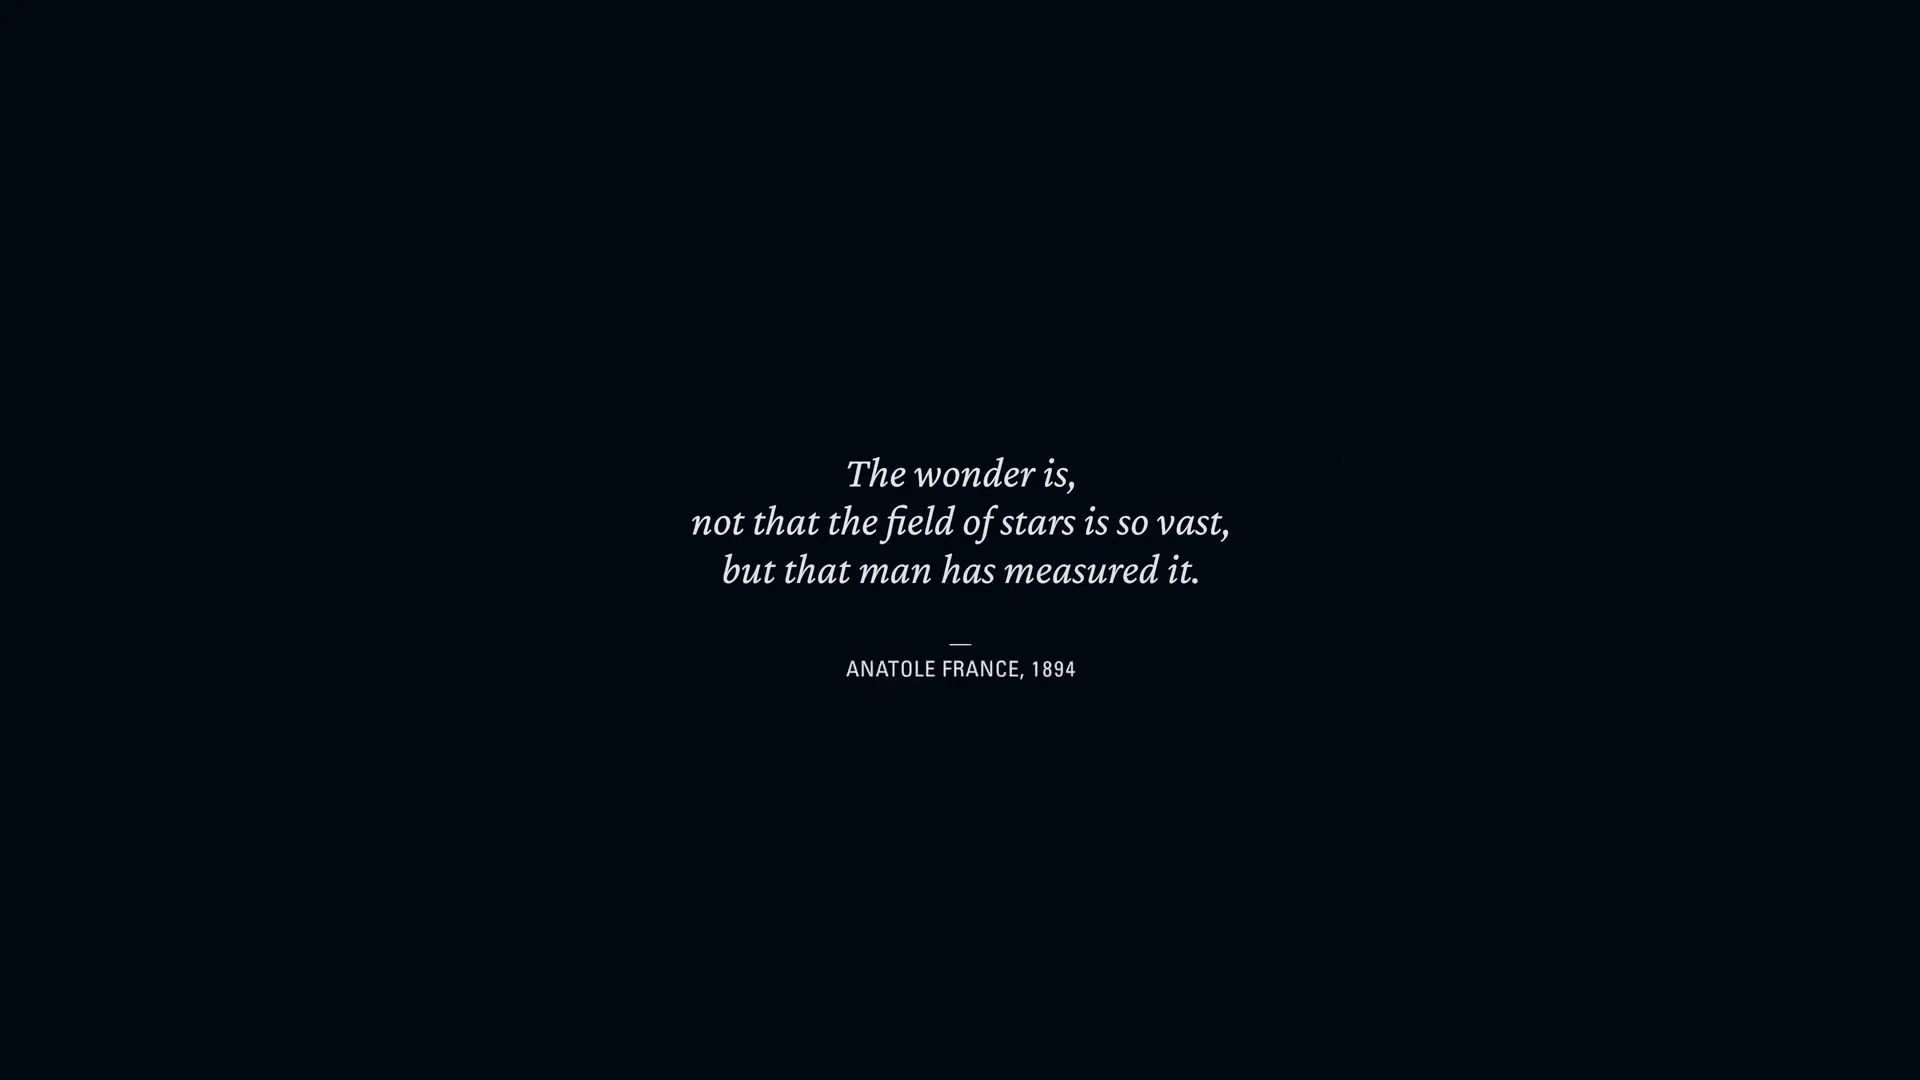 The wonder is,
not that the field of stars is so vast,
but that man has measured it.
—
ANATOLE FRANCE, 1894